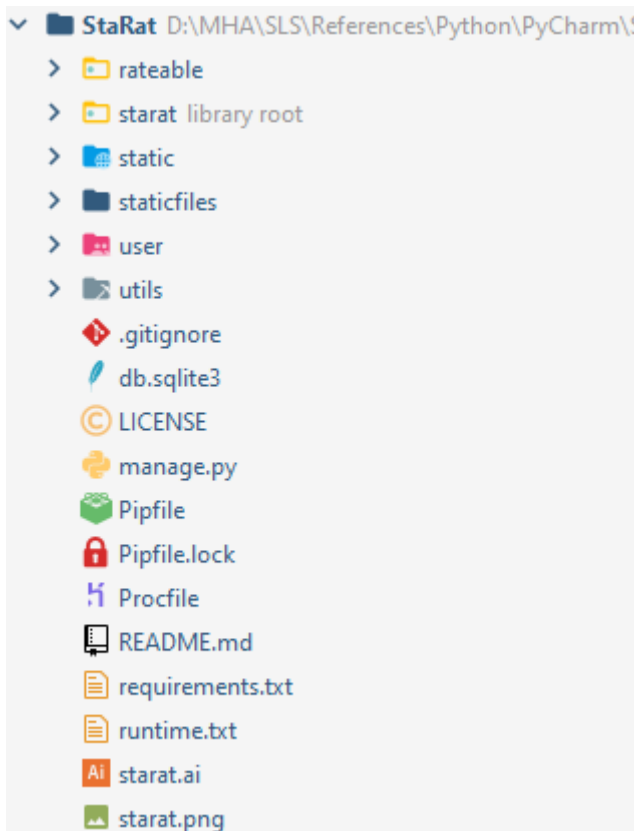 StaRat D:\MHA\SLS\References\Python\PyCharm\
rateable
starat library root
static
staticfiles
user
utils
.gitignore
db.sqlite3
LICENSE
manage.py
Pipfile
Pipfile.lock
Procfile
README.md
requirements.txt
runtime.txt
Ai starat.ai
starat.png